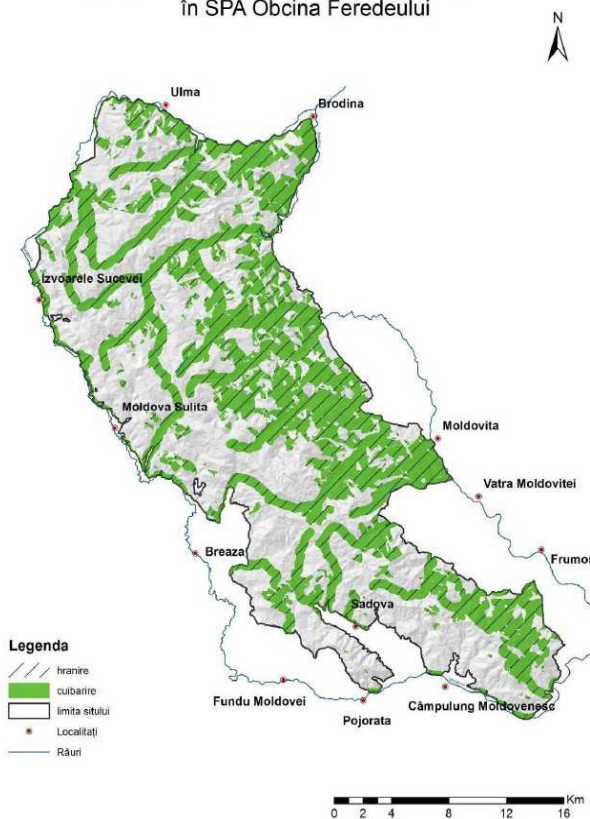 în SPA Obcina Feredeului
N
Ulma
Brodina
Izvoarele Sucevei
Moldova Sulita
Moldovita
Vatra Moldovitei
Breaza
Frumos
Sadova
Fundu Moldovei
Pojorata
Câmpulung Moldovenesc
Legenda
hranire
cuibarire
limita sitului
Localitați
Râuri
Km
0 2 4 8 12 16